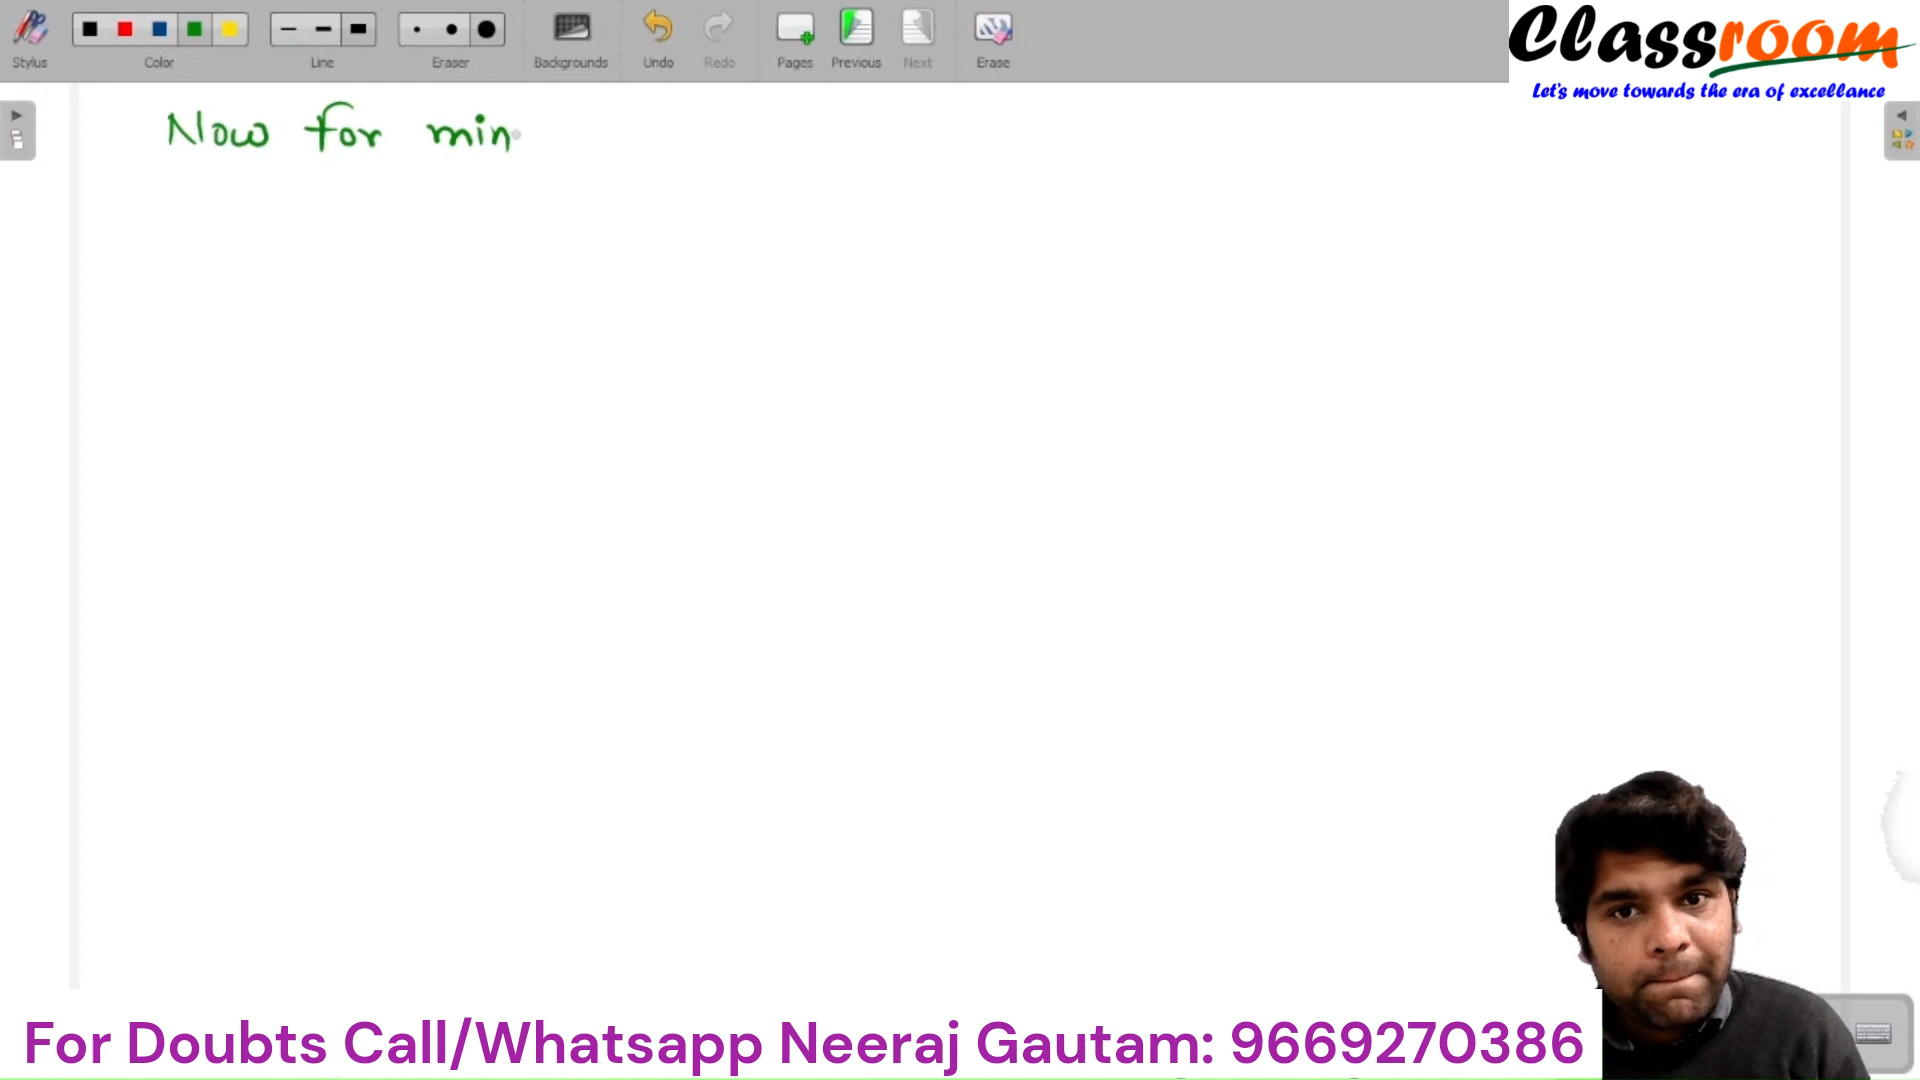 Stylus
Color
Line
Eraser
Backgrounds
Undo
Redo
Pages
Previous
Next
Erase
Classroom
Let's move towards the era of excellance
Now for min
For Doubts Call/Whatsapp Neeraj Gautam: 9669270386